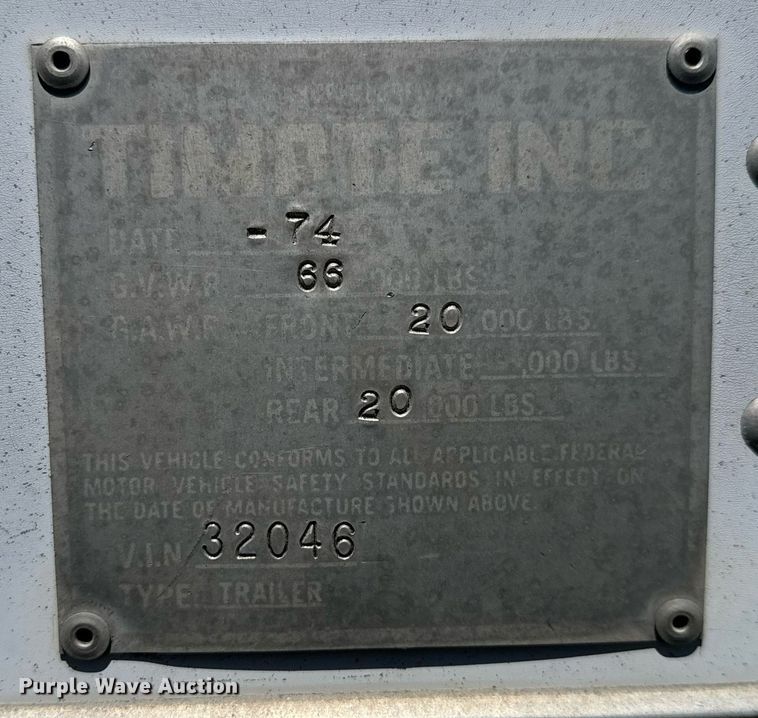 TIMPTE INC.
DATE -74
G.V.W.R. 66,000 LBS.
G.A.W.R. FRONT 20,000 LBS.
INTERMEDIATE ,000 LBS.
REAR 20,000 LBS.
THIS VEHICLE CONFORMS TO ALL APPLICABLE FEDERAL
MOTOR VEHICLE SAFETY STANDARDS IN EFFECT ON
THE DATE OF MANUFACTURE SHOWN ABOVE.
V.I.N. 32046
TYPE: TRAILER
Purple Wave Auction